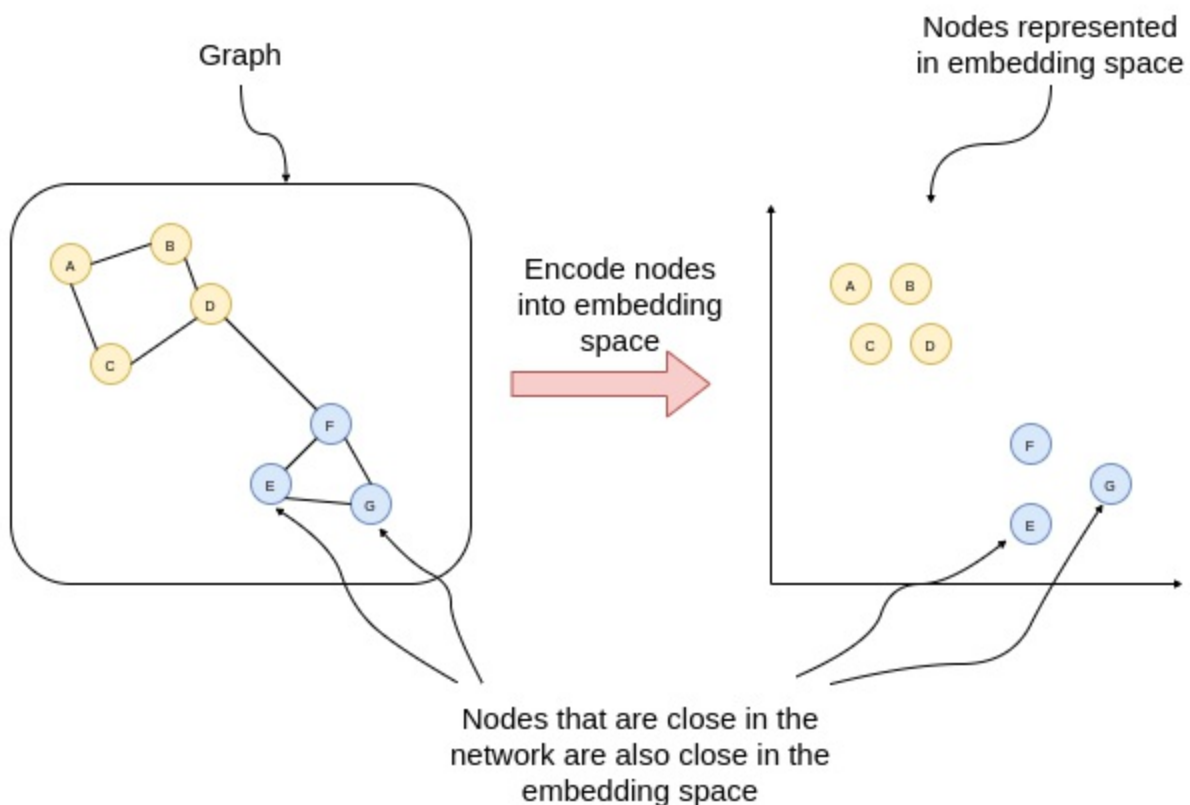 Graph
Nodes represented
in embedding space
A
B
D
C
F
E
G
Encode nodes
into embedding
space
A
B
C
D
F
G
E
Nodes that are close in the
network are also close in the
embedding space